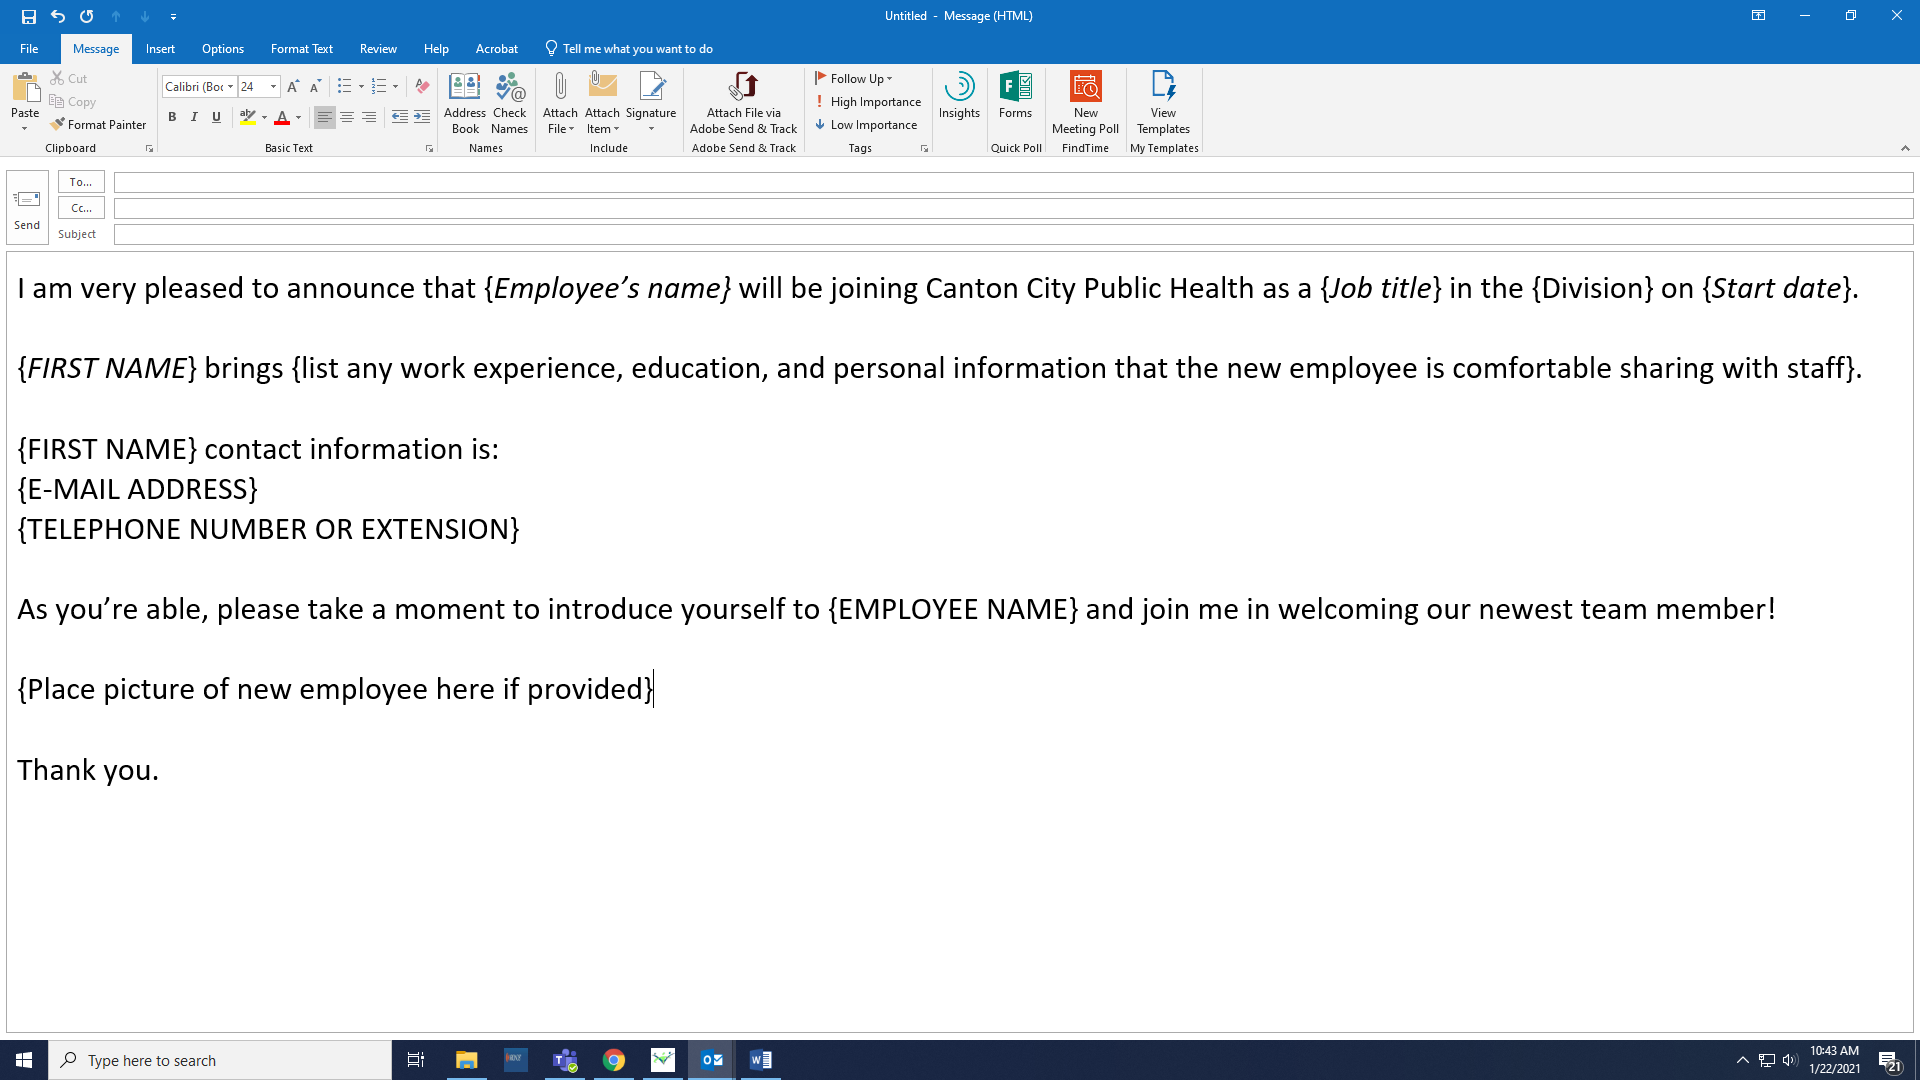 Untitled - Message (HTML)
File Message Insert Options Format Text Review Help Acrobat Tell me what you want to do
Paste
Cut
Copy
Format Painter
Clipboard
Calibri (Boc 24
B I U
Basic Text
Address Book
Check Names
Names
Attach File
Attach Item
Signature
Include
Attach File via
Adobe Send & Track
Adobe Send & Track
Follow Up
High Importance
Low Importance
Tags
Insights
Forms
Quick Poll
New
Meeting Poll
FindTime
View
Templates
My Templates
Send
To...
Cc...
Subject
I am very pleased to announce that {Employee’s name} will be joining Canton City Public Health as a {Job title} in the {Division} on {Start date}.
{FIRST NAME} brings {list any work experience, education, and personal information that the new employee is comfortable sharing with staff}.
{FIRST NAME} contact information is:
{E-MAIL ADDRESS}
{TELEPHONE NUMBER OR EXTENSION}
As you’re able, please take a moment to introduce yourself to {EMPLOYEE NAME} and join me in welcoming our newest team member!
{Place picture of new employee here if provided}
Thank you.
Type here to search
10:43 AM
1/22/2021
21